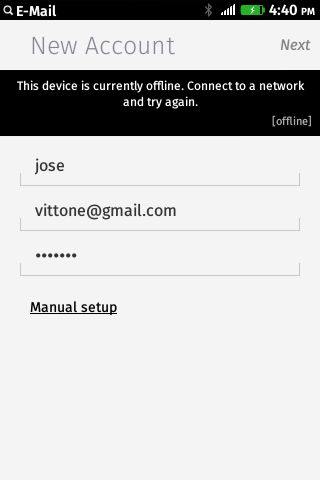 E-Mail 4:40 PM
New Account Next
This device is currently offline. Connect to a network
and try again.
[offline]
jose
vittone@gmail.com
•••••••
Manual setup